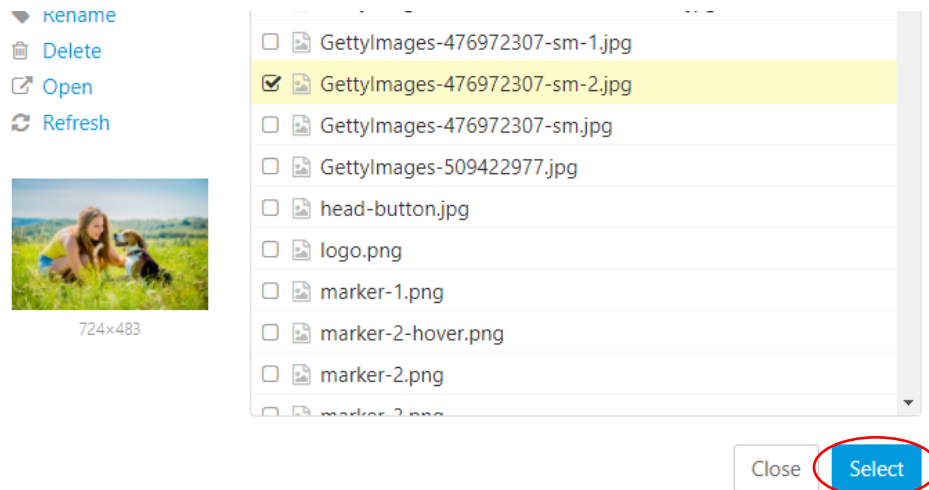 Rename
Delete
Open
Refresh
724×483
GettyImages-476972307-sm-1.jpg
GettyImages-476972307-sm-2.jpg
GettyImages-476972307-sm.jpg
GettyImages-509422977.jpg
head-button.jpg
logo.png
marker-1.png
marker-2-hover.png
marker-2.png
Close
Select